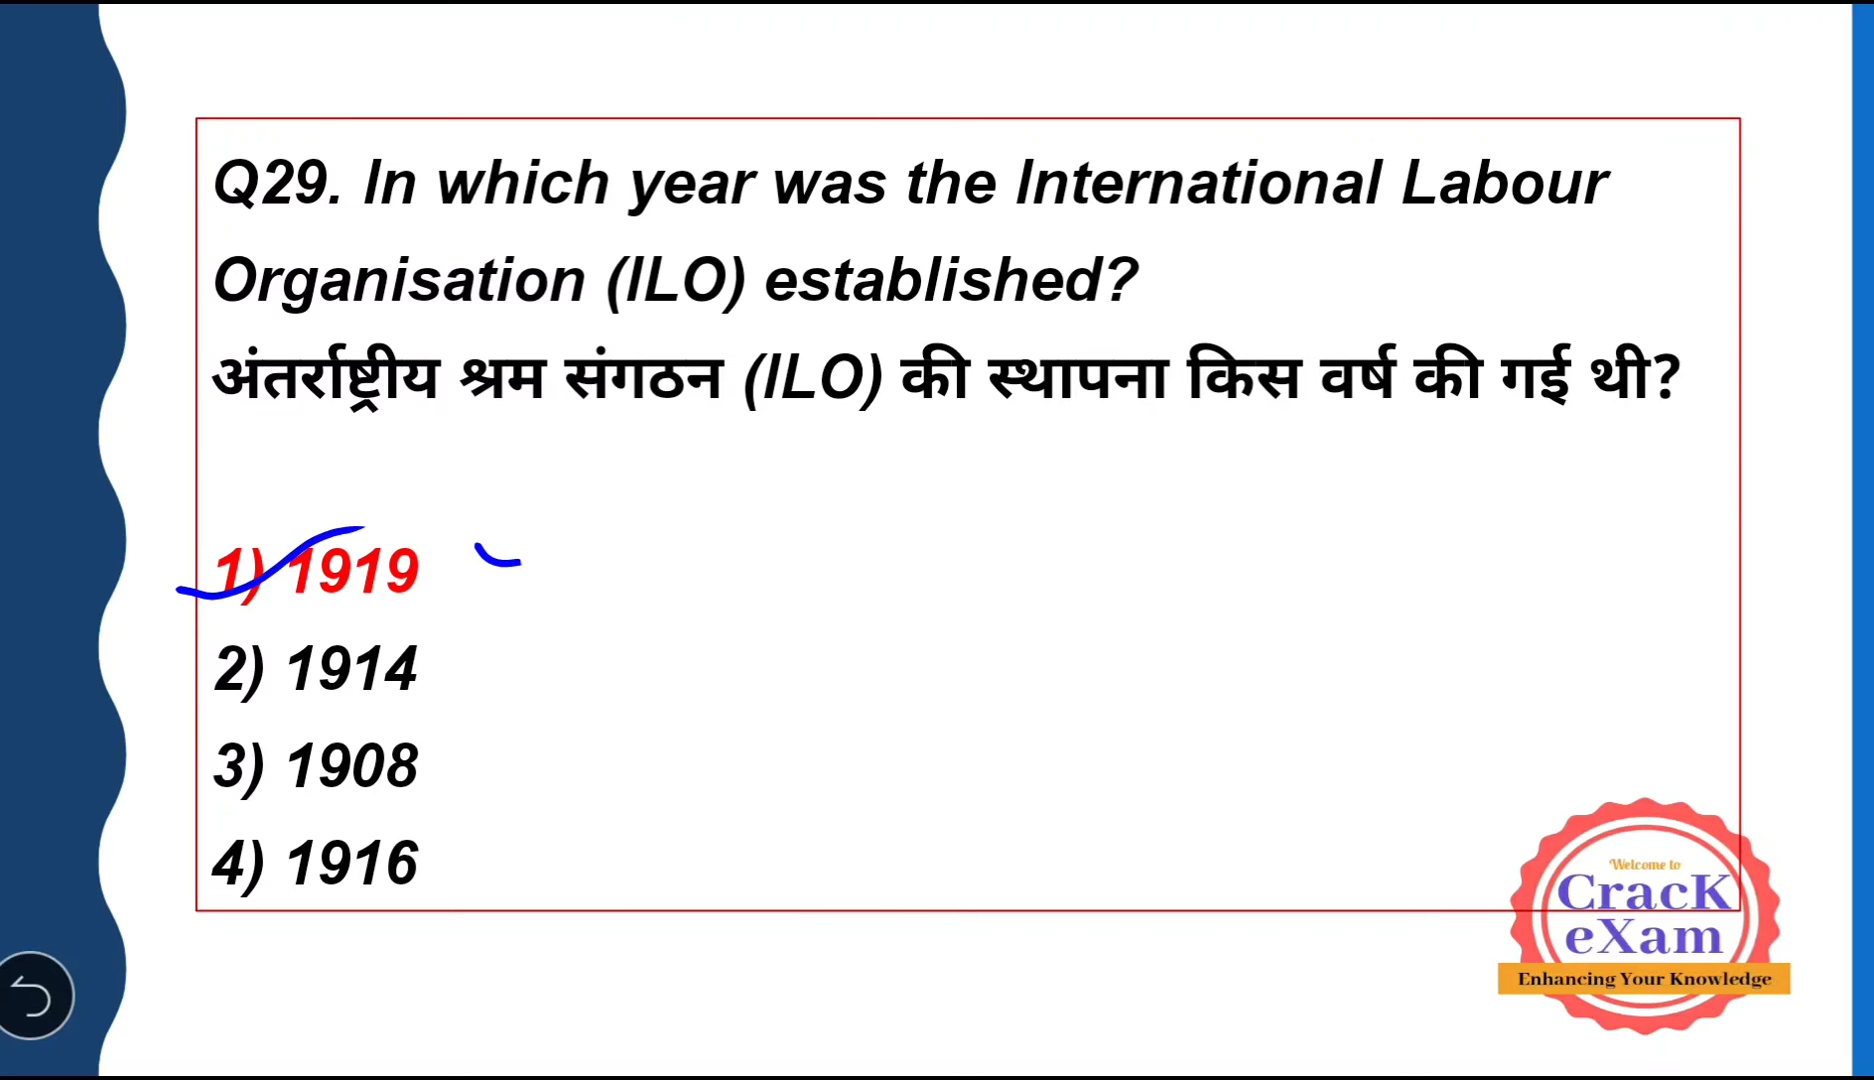 Q29. In which year was the International Labour
Organisation (ILO) established?
अंतर्राष्ट्रीय श्रम संगठन (ILO) की स्थापना किस वर्ष की गई थी?
1) 1919
2) 1914
3) 1908
4) 1916
Welcome to
CracK
eXam
Enhancing Your Knowledge